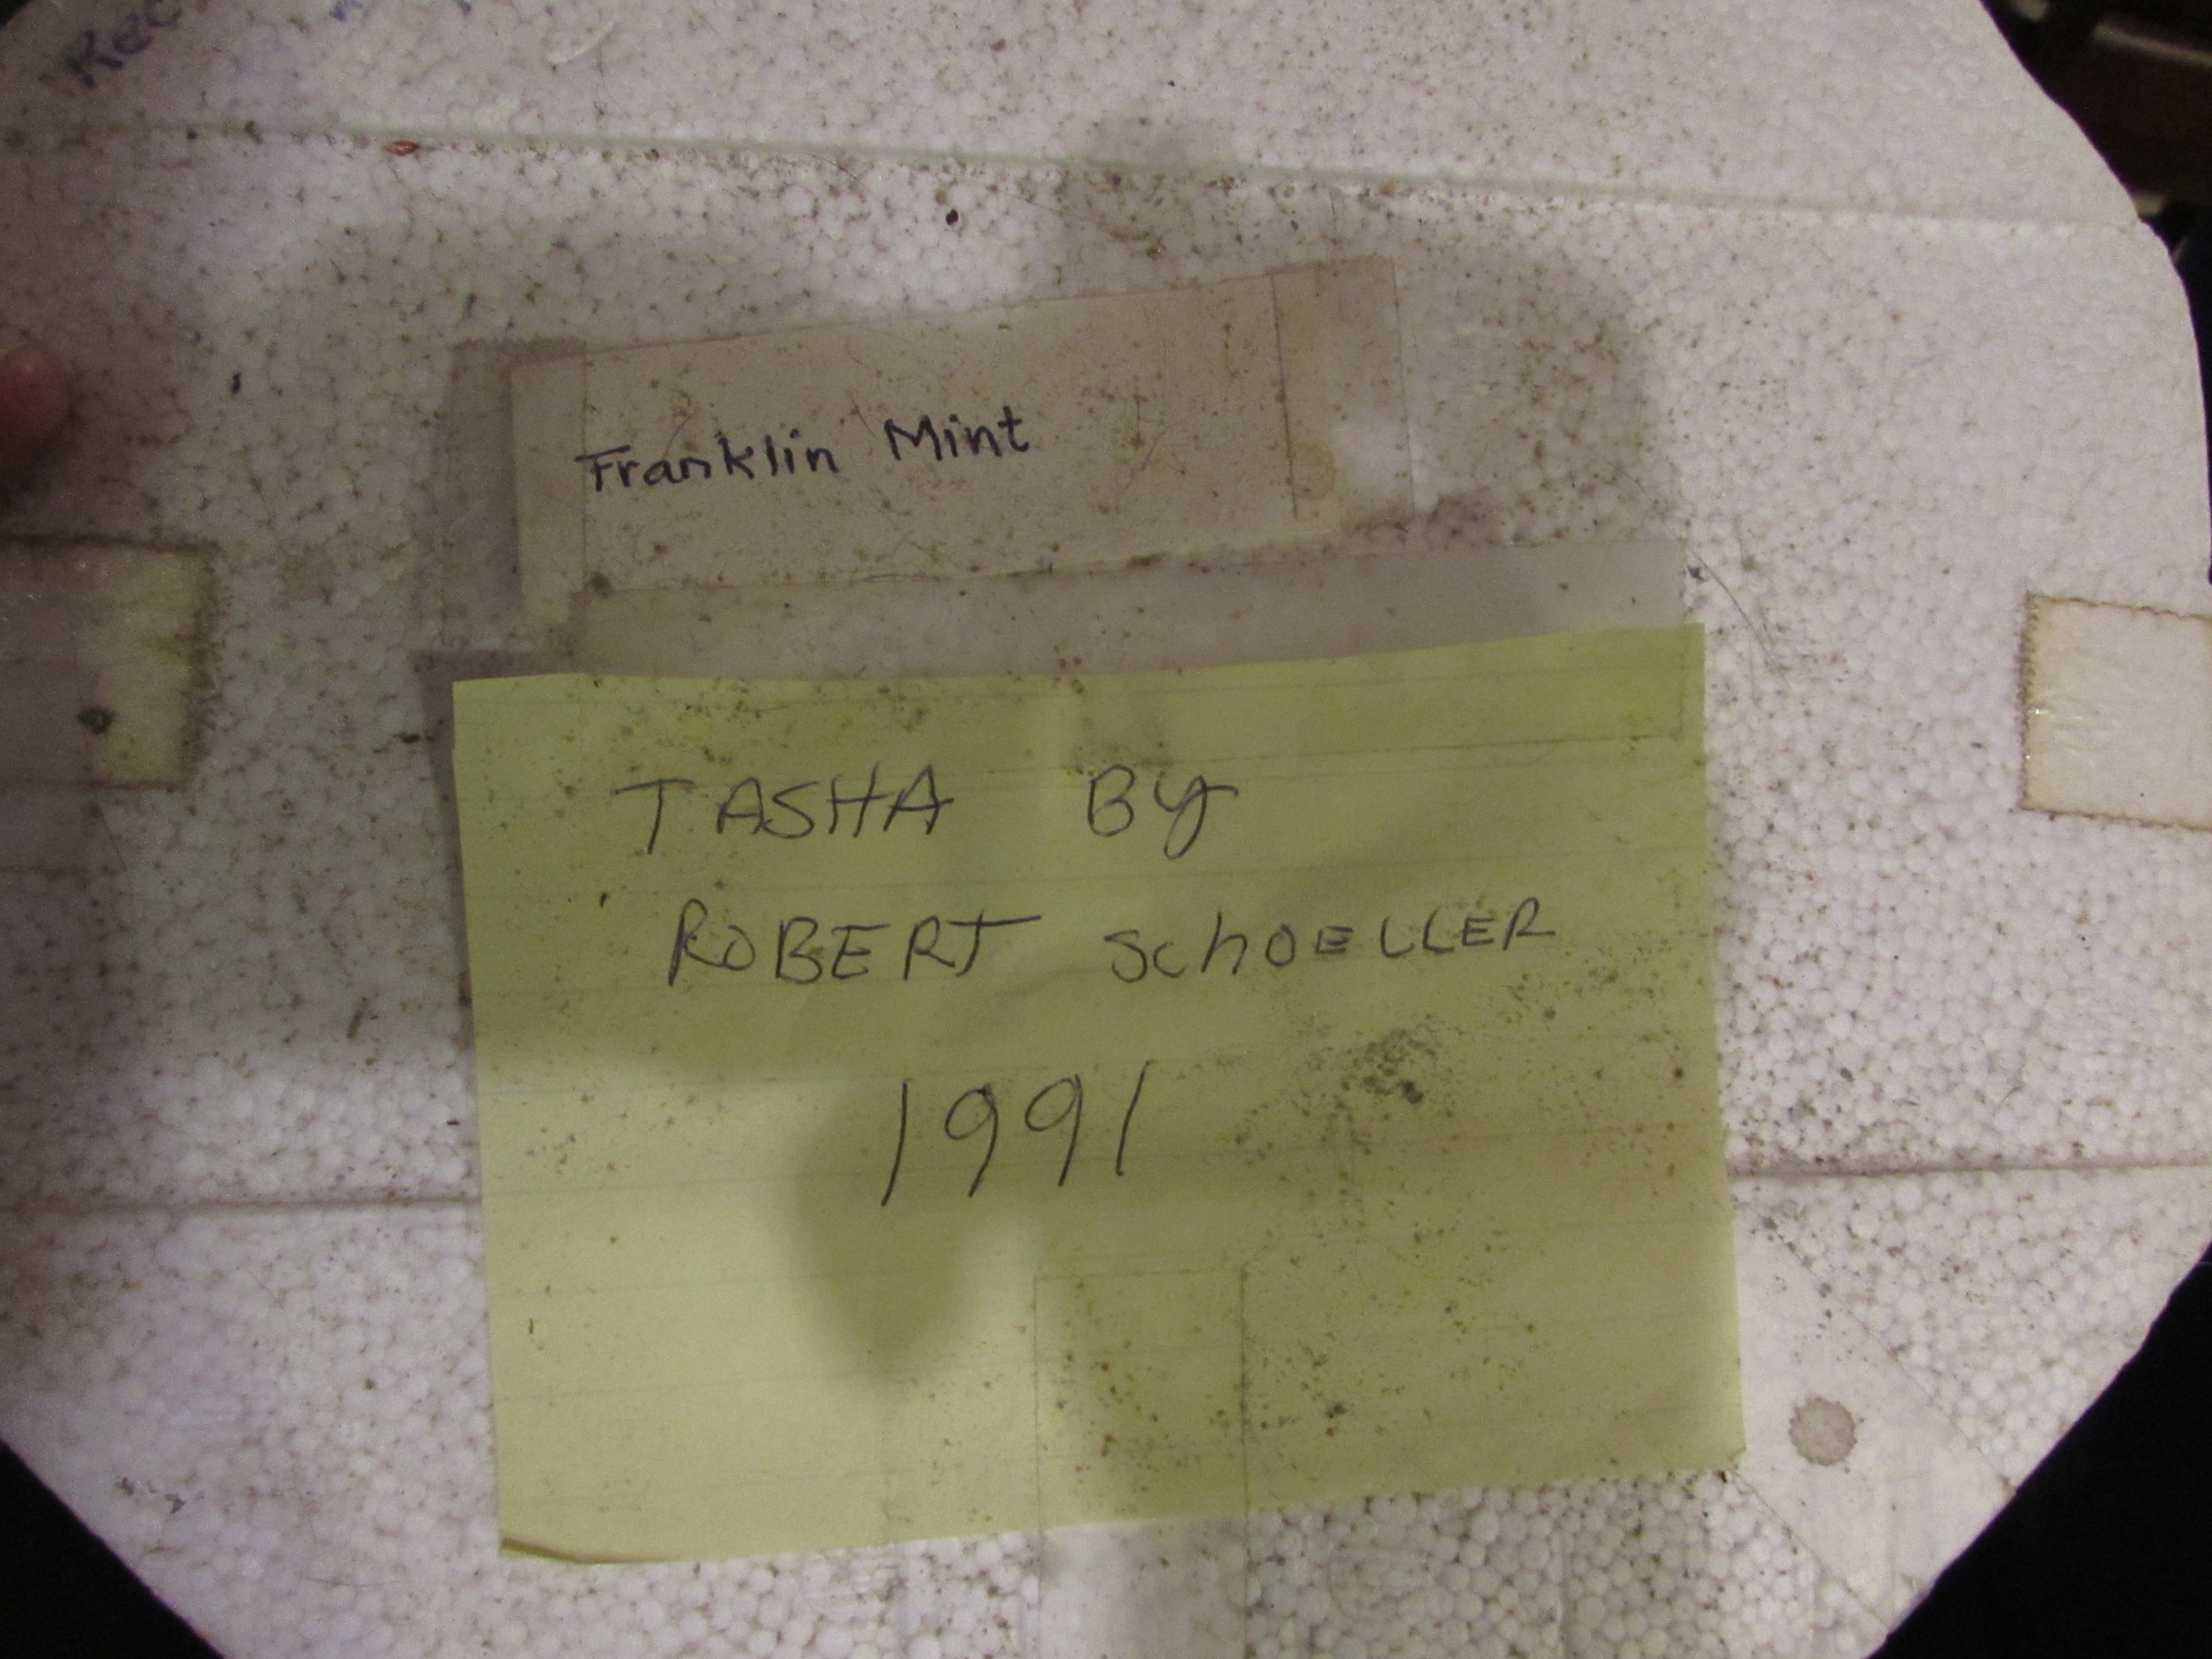 Franklin Mint
TASHA By
ROBERT SchOELLER
1991